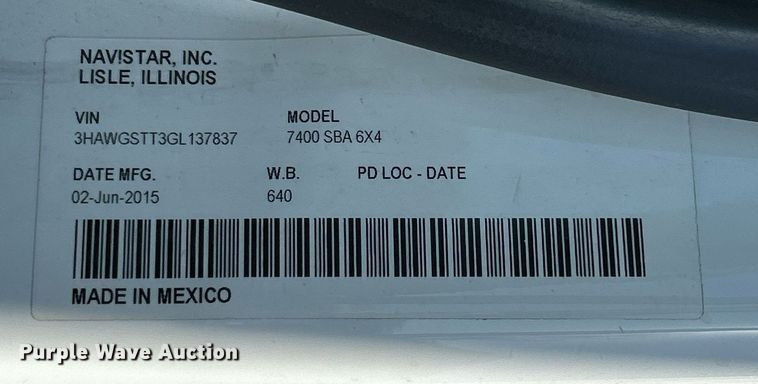 NAVISTAR, INC.
LISLE, ILLINOIS
VIN MODEL
3HAWGSTT3GL137837 7400 SBA 6X4
DATE MFG. W.B. PD LOC - DATE
02-Jun-2015 640
MADE IN MEXICO
Purple Wave Auction